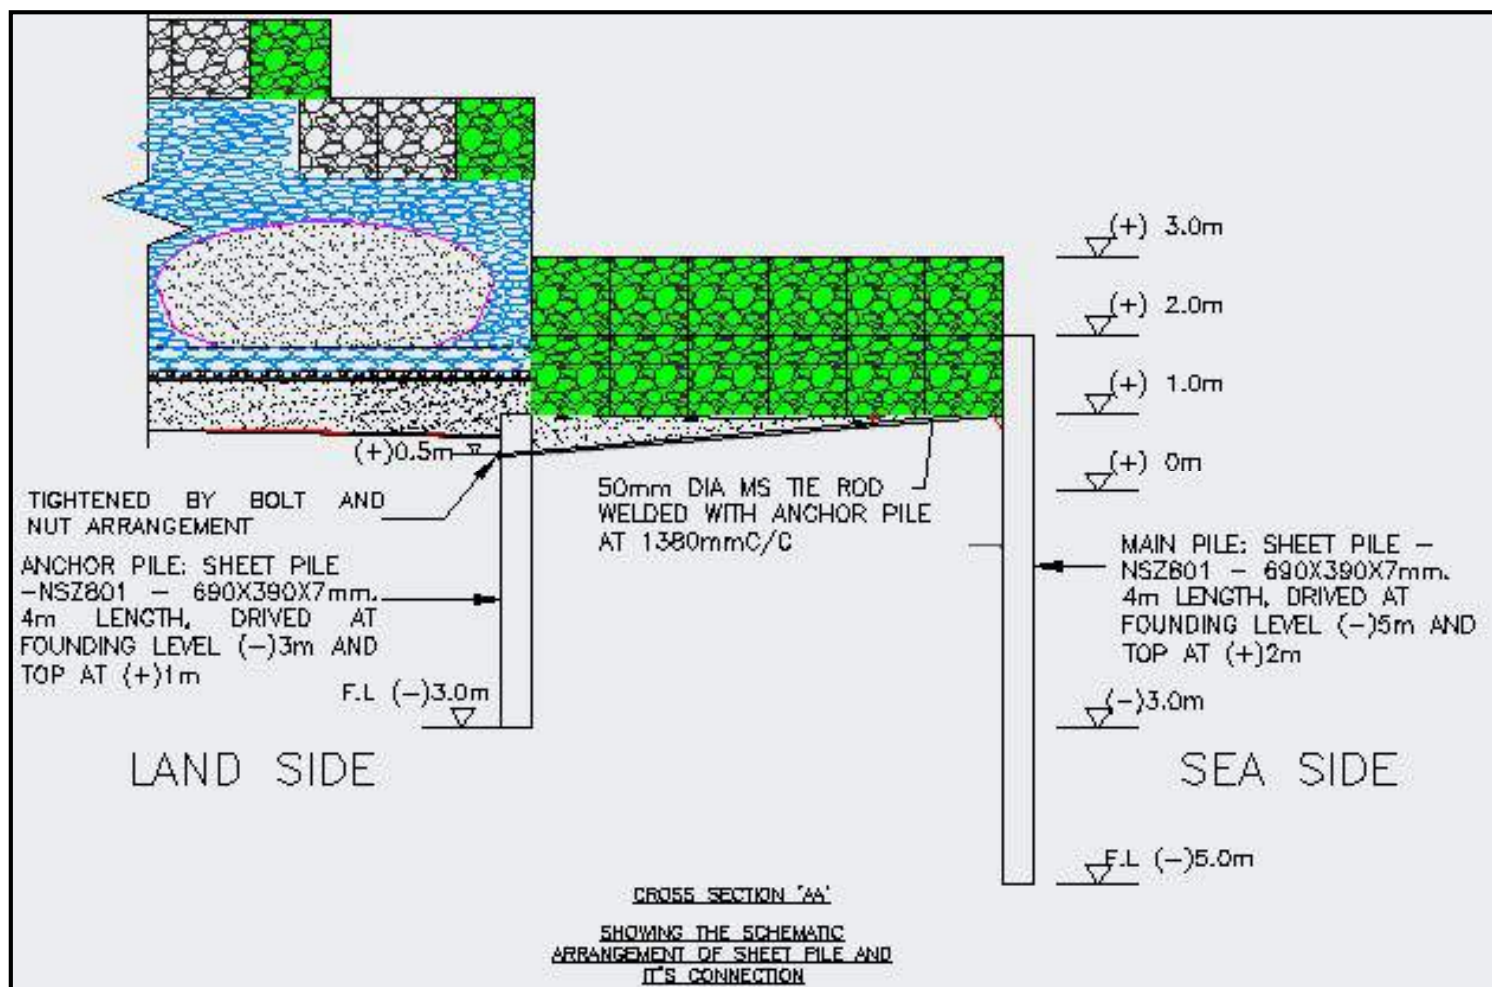 (+) 3.0m
(+) 2.0m
(+) 1.0m
(+)0.5m
(+) 0m
TIGHTENED BY BOLT AND
NUT ARRANGEMENT
50mm DIA MS TIE ROD
WELDED WITH ANCHOR PILE
AT 1380mmC/C
ANCHOR PILE: SHEET PILE
-NSZ801 - 690X390X7mm.
4m LENGTH, DRIVED AT
FOUNDING LEVEL (-)3m AND
TOP AT (+)1m
MAIN PILE: SHEET PILE -
NSZ801 - 690X390X7mm.
4m LENGTH, DRIVED AT
FOUNDING LEVEL (-)5m AND
TOP AT (+)2m
F.L (-)3.0m
(-)3.0m
LAND SIDE
SEA SIDE
F.L (-)5.0m
CROSS SECTION 'AA'
SHOWING THE SCHEMATIC
ARRANGEMENT OF SHEET PILE AND
IT'S CONNECTION